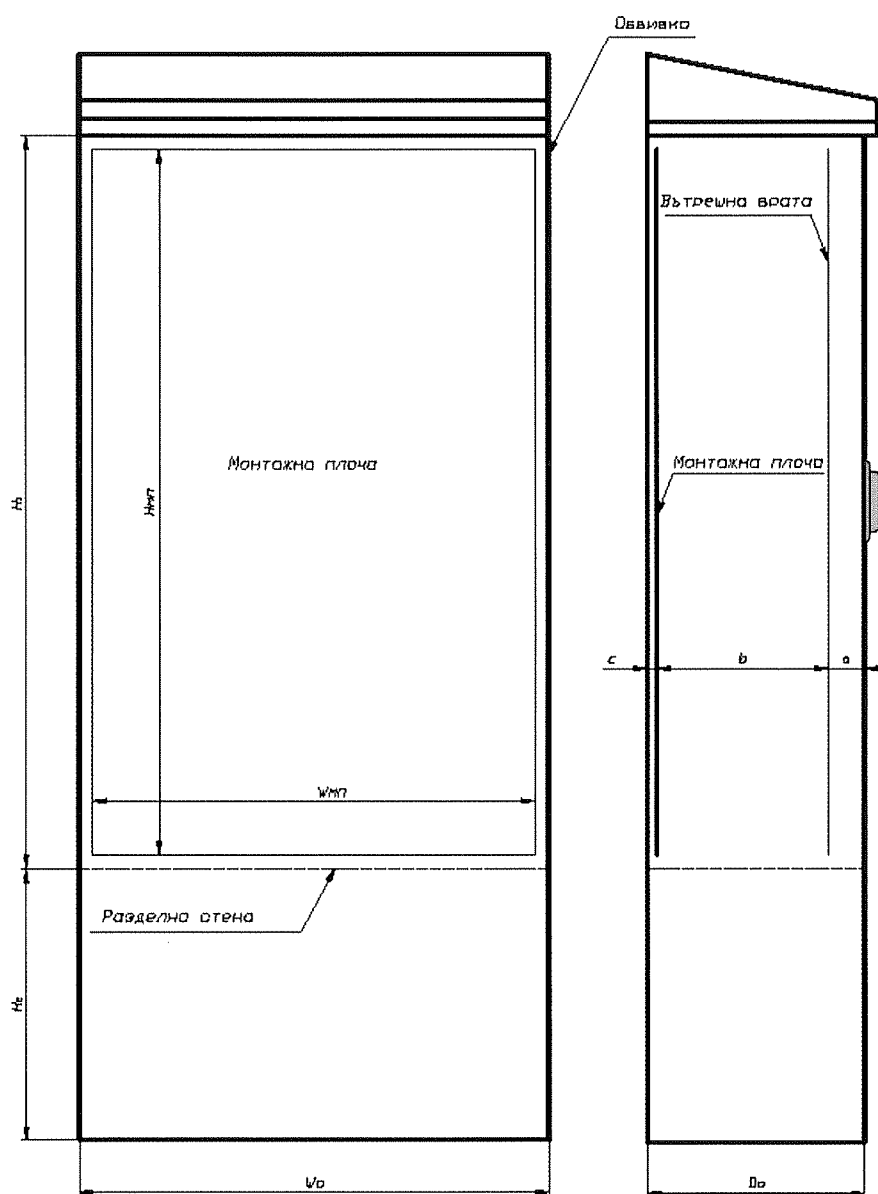 Обвивка
Вътрешна врата
Монтажна плоча
Монтажна плоча
Hмп
c
b
a
Wмп
Разделна стена
Wo
Do